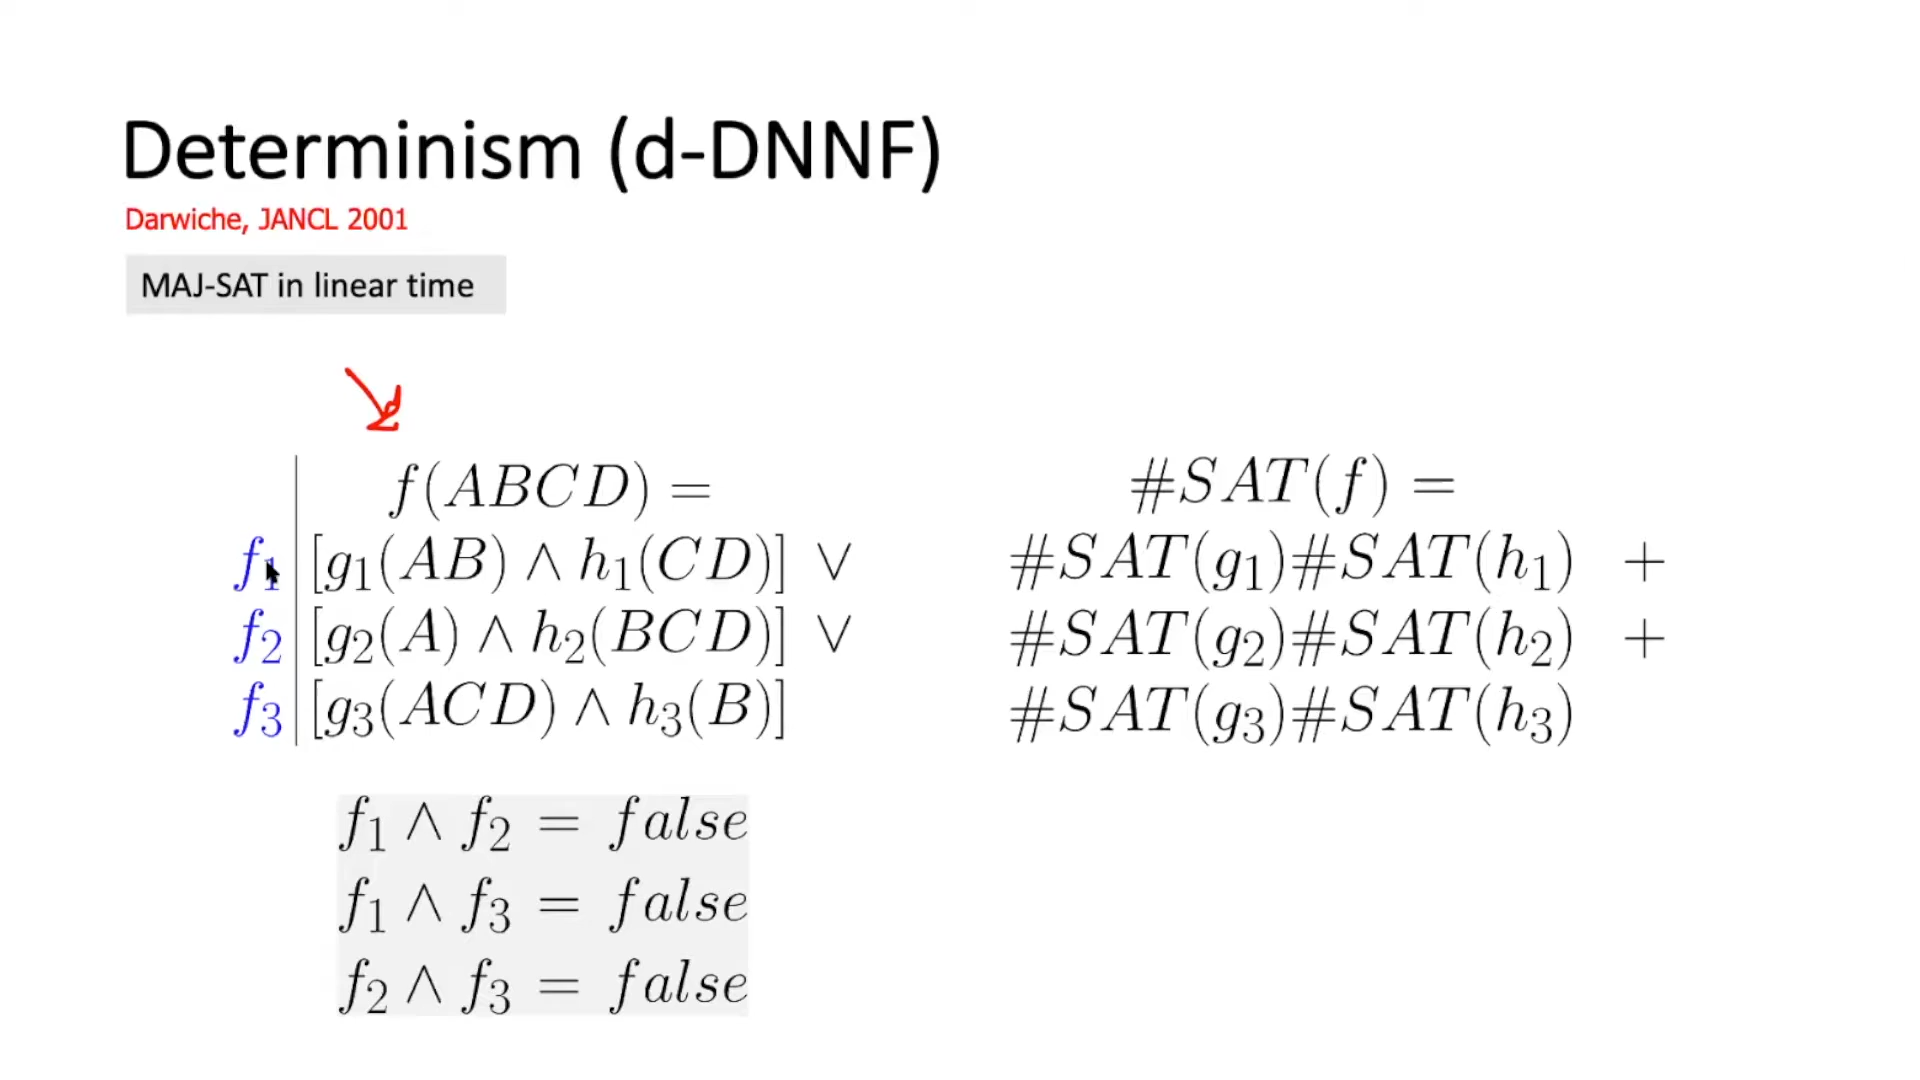 Determinism (d-DNNF)
Darwiche, JANCL 2001
MAJ-SAT in linear time
f(ABCD) =
f₁ [g₁(AB) ∧ h₁(CD)] ∨
f₂ [g₂(A) ∧ h₂(BCD)] ∨
f₃ [g₃(ACD) ∧ h₃(B)]
#SAT(f) =
#SAT(g₁)#SAT(h₁) +
#SAT(g₂)#SAT(h₂) +
#SAT(g₃)#SAT(h₃)
f₁ ∧ f₂ = false
f₁ ∧ f₃ = false
f₂ ∧ f₃ = false